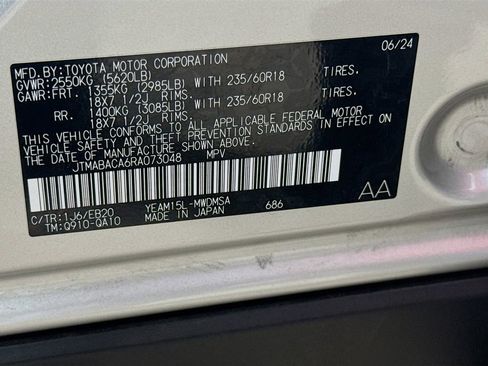 MFD. BY:TOYOTA MOTOR CORPORATION 06/24
GVWR:2550KG (5620LB)
GAWR:FRT. 1355KG (2985LB) WITH 235/60R18 TIRES.
18X7 1/2J RIMS.
RR. 1400KG (3085LB) WITH 235/60R18 TIRES.
18X7 1/2J RIMS.
THIS VEHICLE CONFORMS TO ALL APPLICABLE FEDERAL MOTOR
VEHICLE SAFETY AND THEFT PREVENTION STANDARDS IN EFFECT
ON THE DATE OF MANUFACTURE SHOWN ABOVE.
JTMABACA6RA073048 MPV
AA
C/TR:1J6/EB20 YEAM15L-MWDMSA 686
TM:Q910-QA10 MADE IN JAPAN